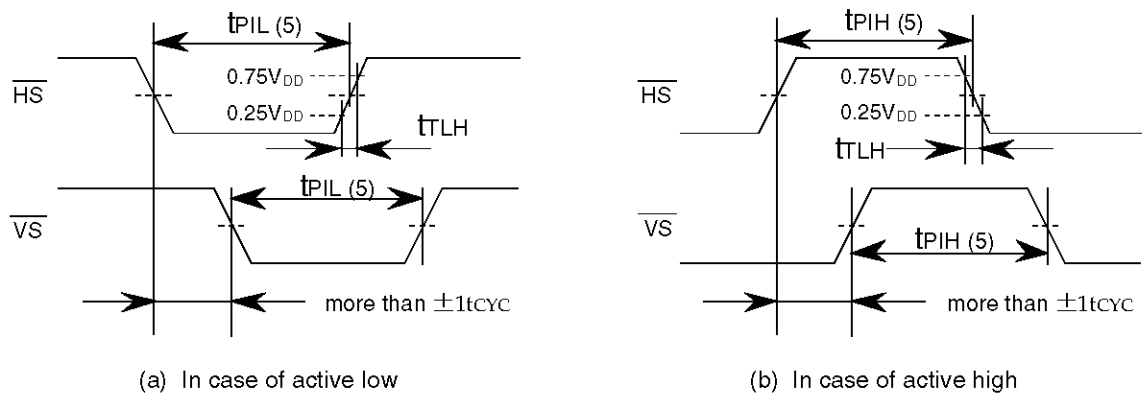 tPIL (5)
HS
0.75VDD
0.25VDD
tTLH
VS
tPIL (5)
more than ±1tCYC
(a) In case of active low
tPIH (5)
HS
0.75VDD
0.25VDD
tTLH
VS
tPIH (5)
more than ±1tCYC
(b) In case of active high